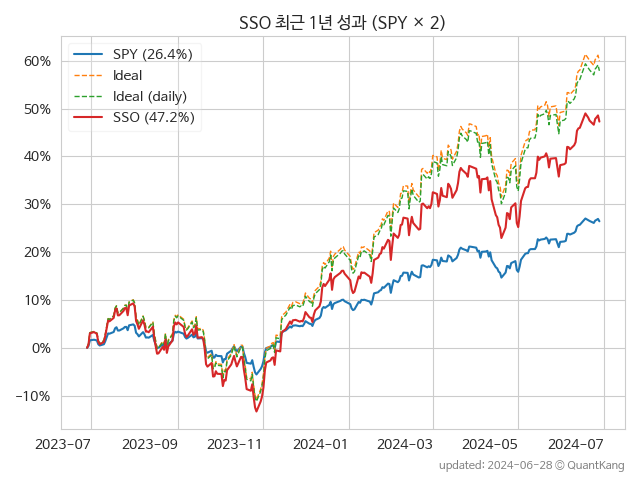 SSO 최근 1년 성과 (SPY × 2)
SPY (26.4%)
Ideal
Ideal (daily)
SSO (47.2%)
60%
50%
40%
30%
20%
10%
0%
−10%
2023-07 2023-09 2023-11 2024-01 2024-03 2024-05 2024-07
updated: 2024-06-28 © QuantKang